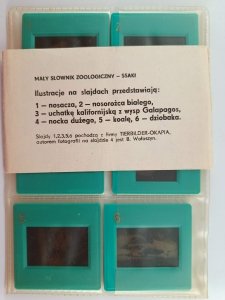 MAŁY SŁOWNIK ZOOLOGICZNY – SSAKI
Ilustracje na slajdach przedstawiają:
1 – nosacza, 2 – nosorożca białego,
3 – uchatkę kalifornijską z wysp Galapagos,
4 – nocka dużego, 5 – koalę, 6 – dziobaka.
Slajdy 1,2,3,5,6 pochodzą z firmy TIERBILDER-OKAPIA,
autorem fotografii na slajdzie 4 jest B. Wołoszyn.